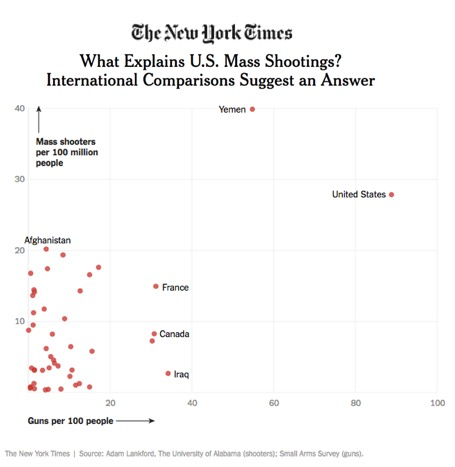 The New York Times
What Explains U.S. Mass Shootings?
International Comparisons Suggest an Answer
40
Yemen
Mass shooters
per 100 million
people
30
United States
Afghanistan
20
France
10
Canada
Iraq
Guns per 100 people
20
40
60
80
100
The New York Times | Source: Adam Lankford, The University of Alabama (shooters); Small Arms Survey (guns).